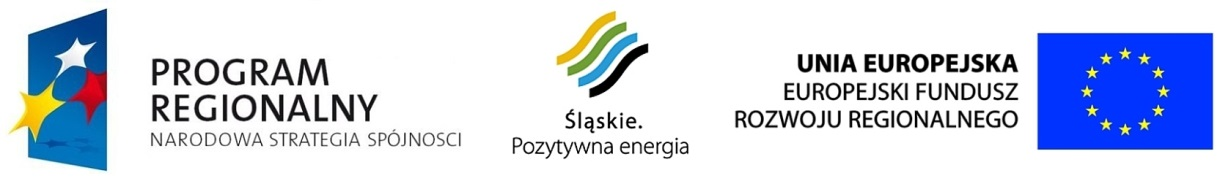 PROGRAM
REGIONALNY
NARODOWA STRATEGIA SPÓJNOSCI
Śląskie.
Pozytywna energia
UNIA EUROPEJSKA
EUROPEJSKI FUNDUSZ
ROZWOJU REGIONALNEGO